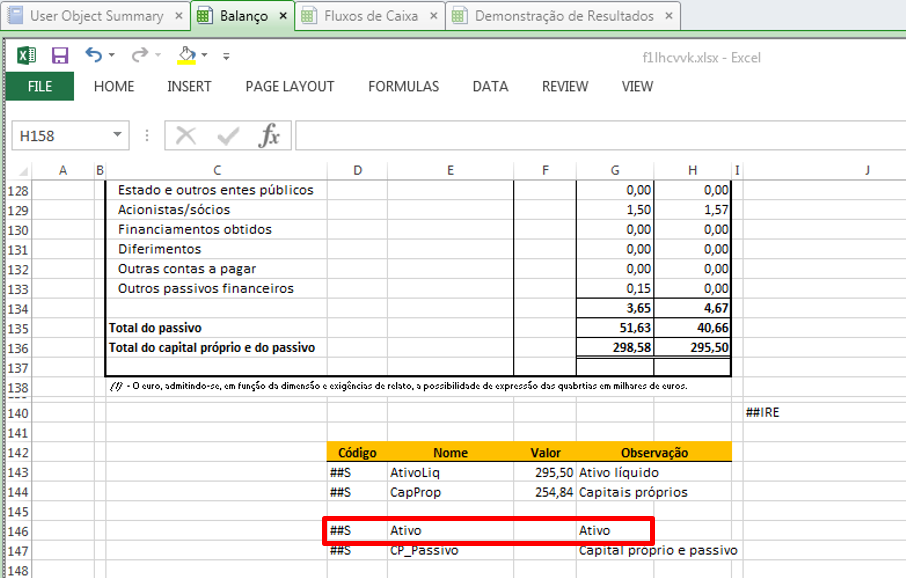 User Object Summary × Balanço × Fluxos de Caixa × Demonstração de Resultados ×
f1lhcvvk.xlsx - Excel
FILE HOME INSERT PAGE LAYOUT FORMULAS DATA REVIEW VIEW
H158 fx
A B C D E F G H I J
128 Estado e outros entes públicos 0,00 0,00
129 Acionistas/sócios 1,50 1,57
130 Financiamentos obtidos 0,00 0,00
131 Diferimentos 0,00 0,00
132 Outras contas a pagar 0,00 0,00
133 Outros passivos financeiros 0,15 0,00
134 3,65 4,67
135 Total do passivo 51,63 40,66
136 Total do capital próprio e do passivo 298,58 295,50
137
138 (1) - O euro, admitindo-se, em função da dimensão e exigências de relato, a possibilidade de expressão das quabrtias em milhares de euros.
140 ##IRE
141
142 Código Nome Valor Observação
143 ##S AtivoLiq 295,50 Ativo líquido
144 ##S CapProp 254,84 Capitais próprios
145
146 ##S Ativo Ativo
147 ##S CP_Passivo Capital próprio e passivo
148